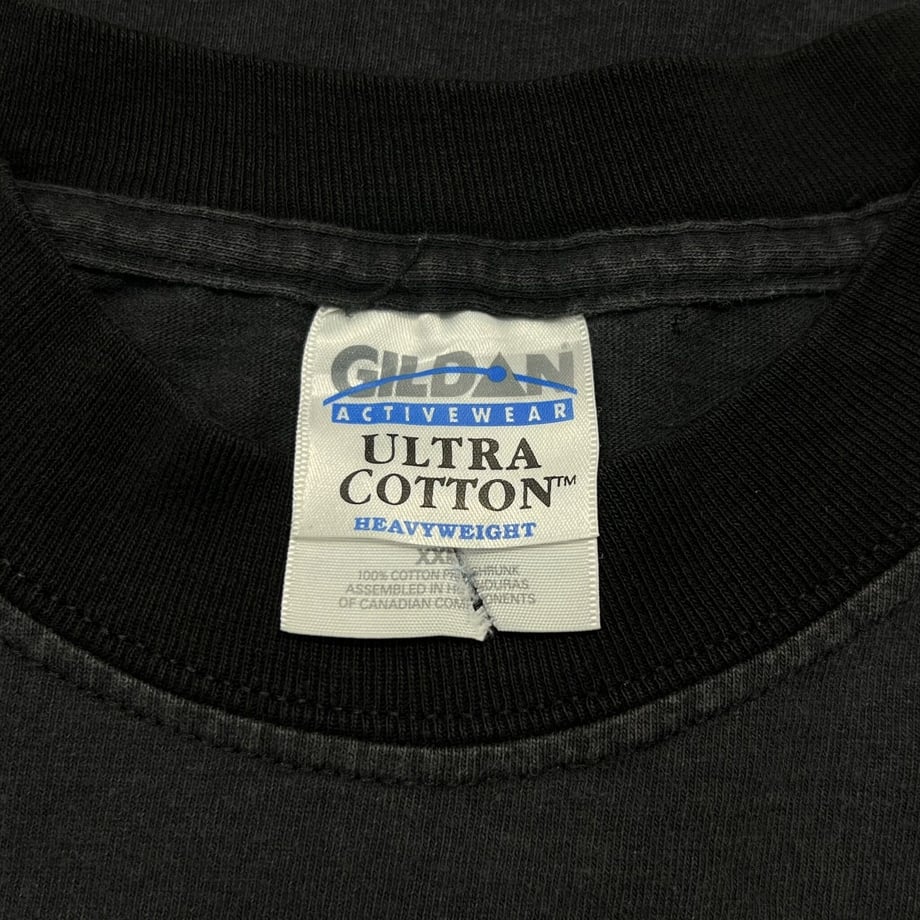 GILDAN®
ACTIVEWEAR
ULTRA
COTTON™
HEAVYWEIGHT
100% COTTON
ASSEMBLED IN
OF CANADIAN